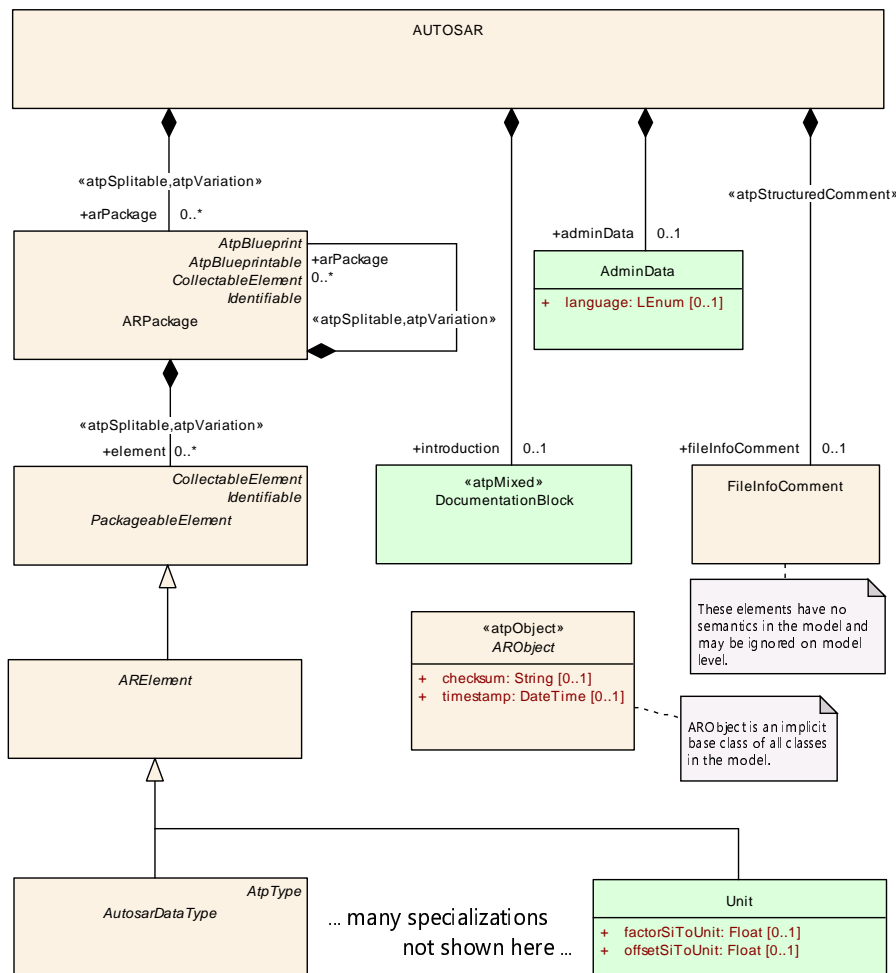 AUTOSAR
«atpSplitable,atpVariation»
+arPackage 0..*
«atpStructuredComment»
+adminData 0..1
AtpBlueprint
AtpBlueprintable
CollectableElement
Identifiable
ARPackage
+arPackage
0..*
«atpSplitable,atpVariation»
AdminData
+ language: LEnum [0..1]
«atpSplitable,atpVariation»
+element 0..*
+introduction 0..1
+fileInfoComment 0..1
CollectableElement
Identifiable
PackageableElement
«atpMixed»
DocumentationBlock
FileInfoComment
These elements have no
semantics in the model and
may be ignored on model
level.
«atpObject»
ARObject
+ checksum: String [0..1]
+ timestamp: DateTime [0..1]
ARObject is an implicit
base class of all classes
in the model.
ARElement
AtpType
AutosarDataType
... many specializations
not shown here ...
Unit
+ factorSiToUnit: Float [0..1]
+ offsetSiToUnit: Float [0..1]